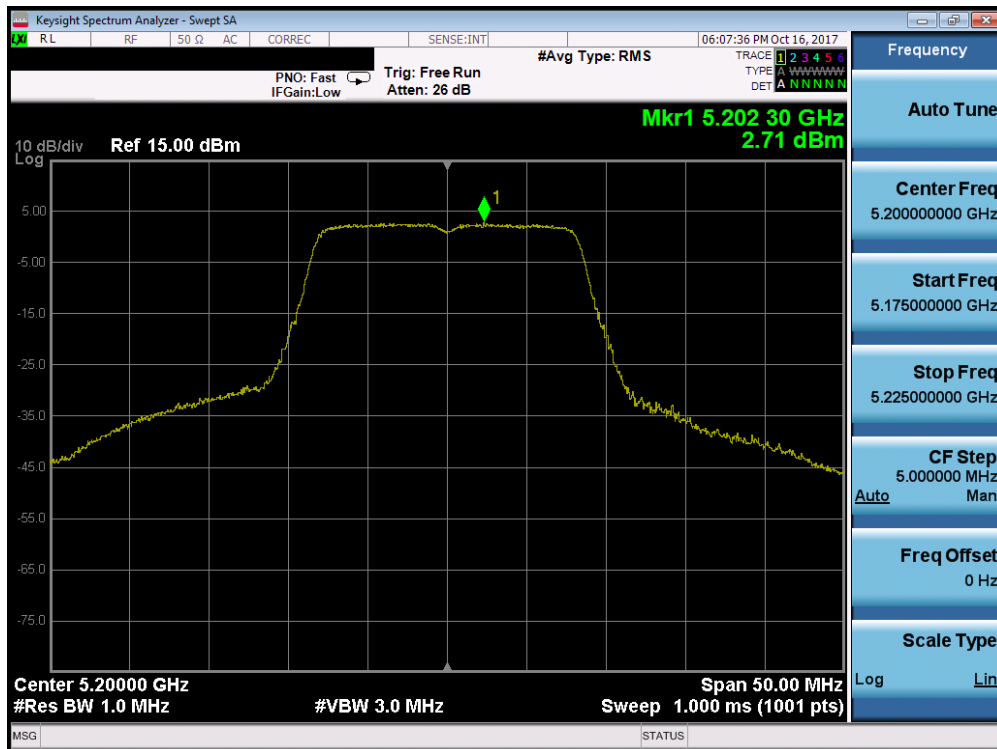 Keysight Spectrum Analyzer - Swept SA
LXI RL RF 50 Ω AC CORREC SENSE:INT 06:07:36 PM Oct 16, 2017
#Avg Type: RMS TRACE 1 2 3 4 5 6
PNO: Fast Trig: Free Run TYPE A WWWWW
IFGain:Low Atten: 26 dB DET A N N N N N
Mkr1 5.202 30 GHz
2.71 dBm
10 dB/div Ref 15.00 dBm
Log
1
5.00
-5.00
-15.0
-25.0
-35.0
-45.0
-55.0
-65.0
-75.0
Center 5.20000 GHz Span 50.00 MHz
#Res BW 1.0 MHz #VBW 3.0 MHz Sweep 1.000 ms (1001 pts)
MSG STATUS
Frequency
Auto Tune
Center Freq
5.200000000 GHz
Start Freq
5.175000000 GHz
Stop Freq
5.225000000 GHz
CF Step
5.000000 MHz
Auto Man
Freq Offset
0 Hz
Scale Type
Log Lin